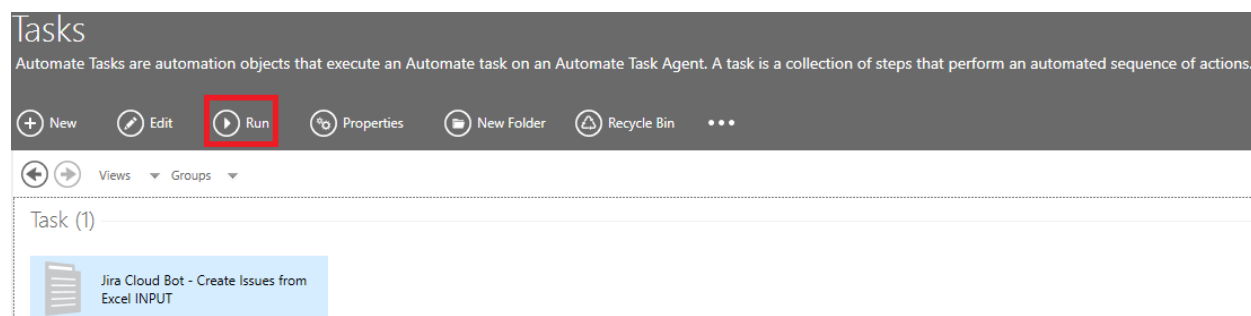 Tasks
Automate Tasks are automation objects that execute an Automate task on an Automate Task Agent. A task is a collection of steps that perform an automated sequence of actions.
New Edit Run Properties New Folder Recycle Bin •••
Views Groups
Task (1)
Jira Cloud Bot - Create Issues from
Excel INPUT